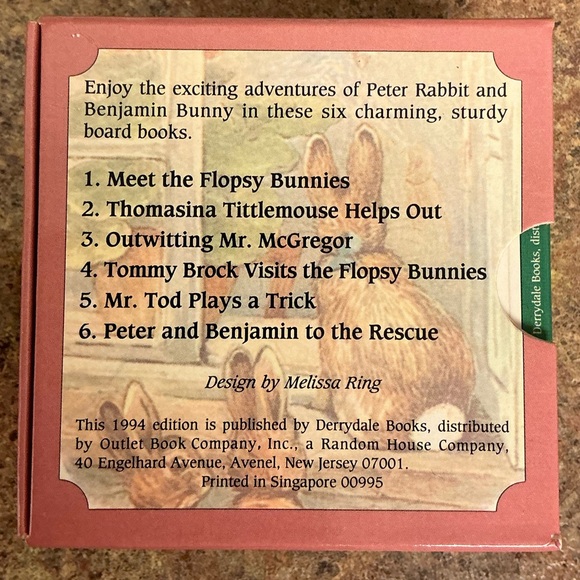 Enjoy the exciting adventures of Peter Rabbit and
Benjamin Bunny in these six charming, sturdy
board books.
1. Meet the Flopsy Bunnies
2. Thomasina Tittlemouse Helps Out
3. Outwitting Mr. McGregor
4. Tommy Brock Visits the Flopsy Bunnies
5. Mr. Tod Plays a Trick
6. Peter and Benjamin to the Rescue
Design by Melissa Ring
This 1994 edition is published by Derrydale Books, distributed
by Outlet Book Company, Inc., a Random House Company,
40 Engelhard Avenue, Avenel, New Jersey 07001.
Printed in Singapore 00995
Derrydale Books, dist